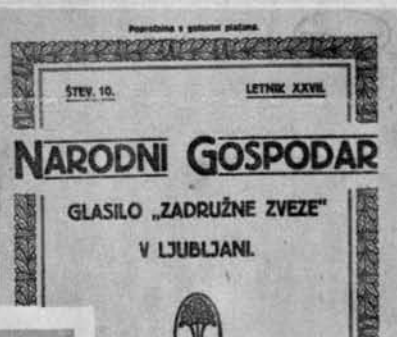 Poštnina v gotovini plačana.
ŠTEV. 10. LETNIK XXVII.
NARODNI GOSPODAR
GLASILO „ZADRUŽNE ZVEZE"
V LJUBLJANI.